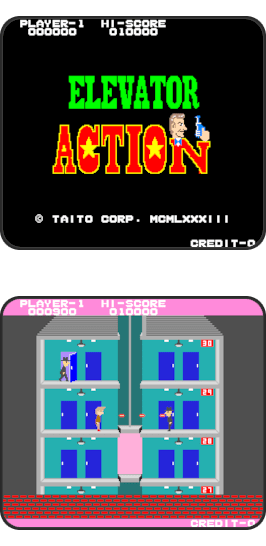 PLAYER-1 HI-SCORE
000000 010000
ELEVATOR
ACTION
© TAITO CORP. MCMLXXXIII
CREDIT-0
PLAYER-1 HI-SCORE
000900 010000
30
29
28
27
CREDIT-0